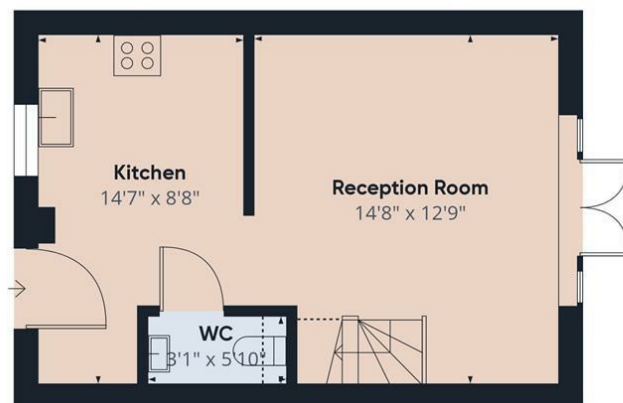 Kitchen
14'7" x 8'8"
Reception Room
14'8" x 12'9"
WC
3'1" x 5'10"